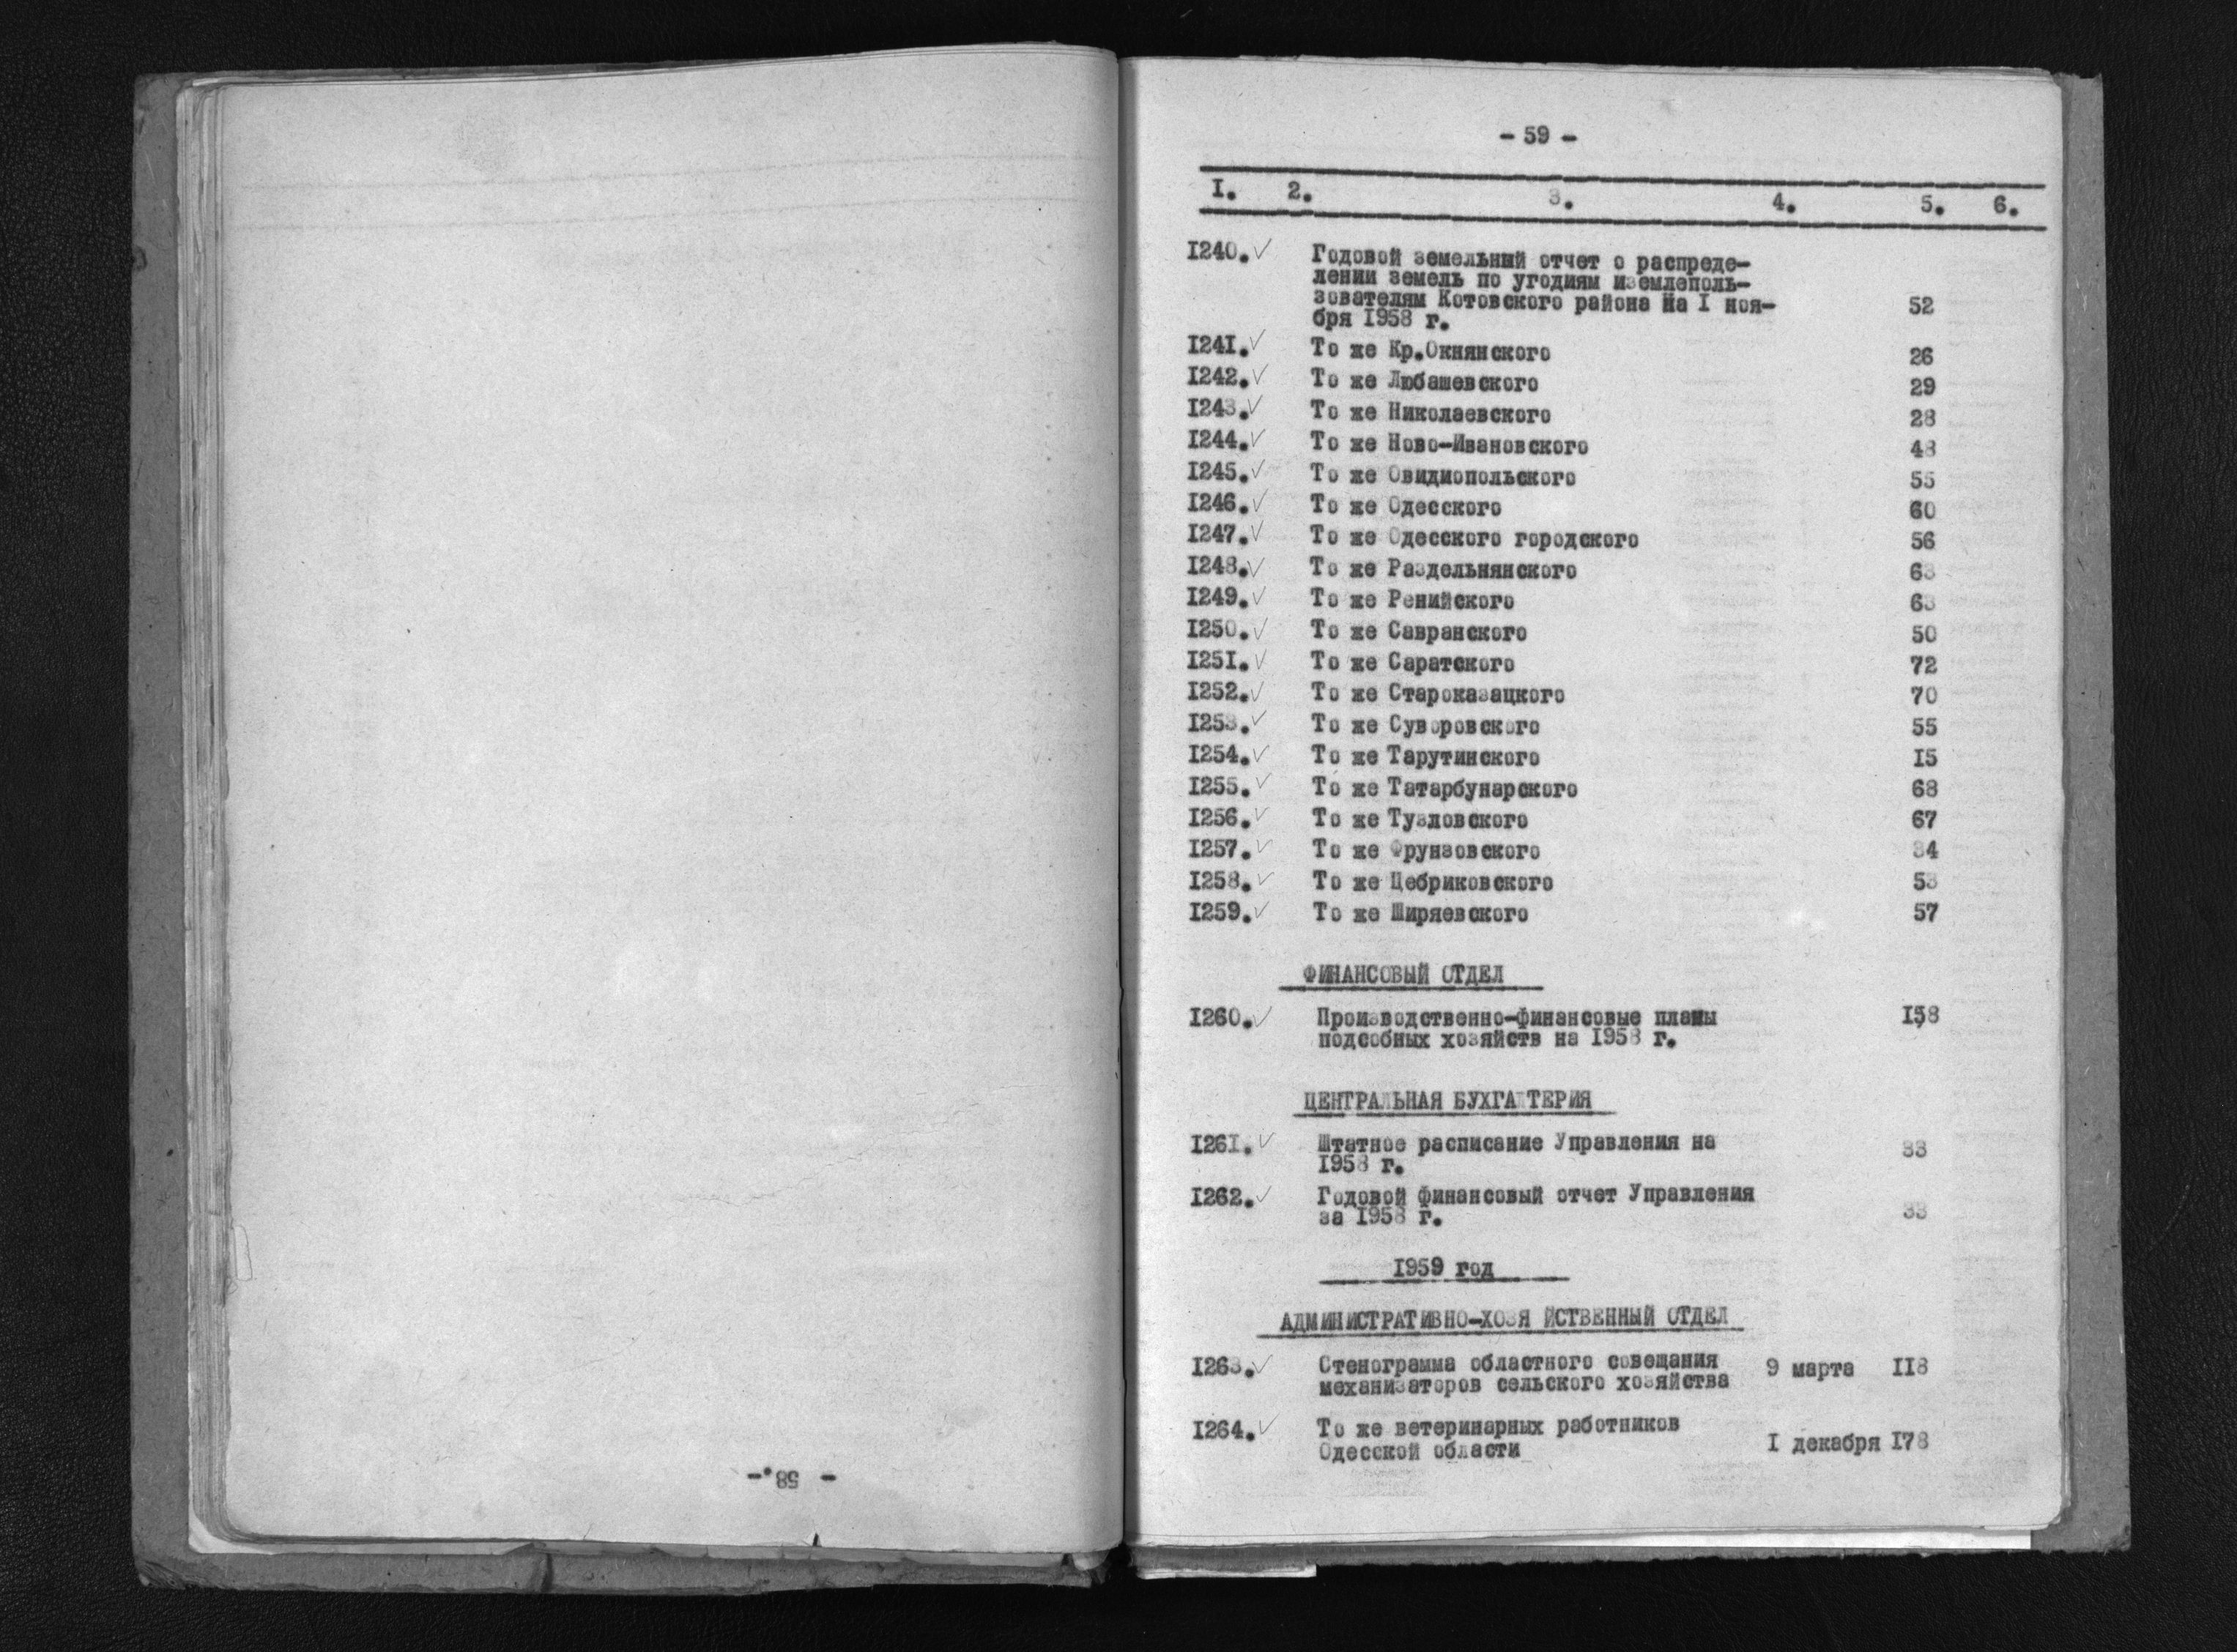 - 58.-
- 59 -
I. 2. 3. 4. 5. 6.
I240. Годовой земельный отчет о распреде-
лении земель по угодиям иземлеполь-
зователям Котовского района на I ноя- 52
бря I958 г.
I241. То же Кр.Окнянского 26
I242. То же Любашевского 29
I243. То же Николаевского 28
I244. То же Ново-Ивановского 48
I245. То же Овидиопольского 55
I246. То же Одесского 60
I247. То же Одесского городского 56
I248. То же Раздельнянского 63
I249. То же Ренийского 63
I250. То же Савранского 50
I251. То же Саратского 72
I252. То же Староказацкого 70
I253. То же Суворовского 55
I254. То же Тарутинского I5
I255. То же Татарбунарского 68
I256. То же Тузловского 67
I257. То же Фрунзовского 34
I258. То же Цебриковского 53
I259. То же Ширяевского 57
ФИНАНСОВЫЙ ОТДЕЛ
I260. Производственно-финансовые планы I38
подсобных хозяйств на I958 г.
ЦЕНТРАЛЬНАЯ БУХГАЛТЕРИЯ
I261. Штатное расписание Управления на 33
I958 г.
I262. Годовой финансовый отчет Управления
за I958 г. 33
I959 год
АДМИНИСТРАТИВНО-ХОЗЯ ЙСТВЕННЫЙ ОТДЕЛ
I263. Стенограмма областного совещания 9 марта II8
механизаторов сельского хозяйства
I264. То же ветеринарных работников
Одесской области I декабря I78